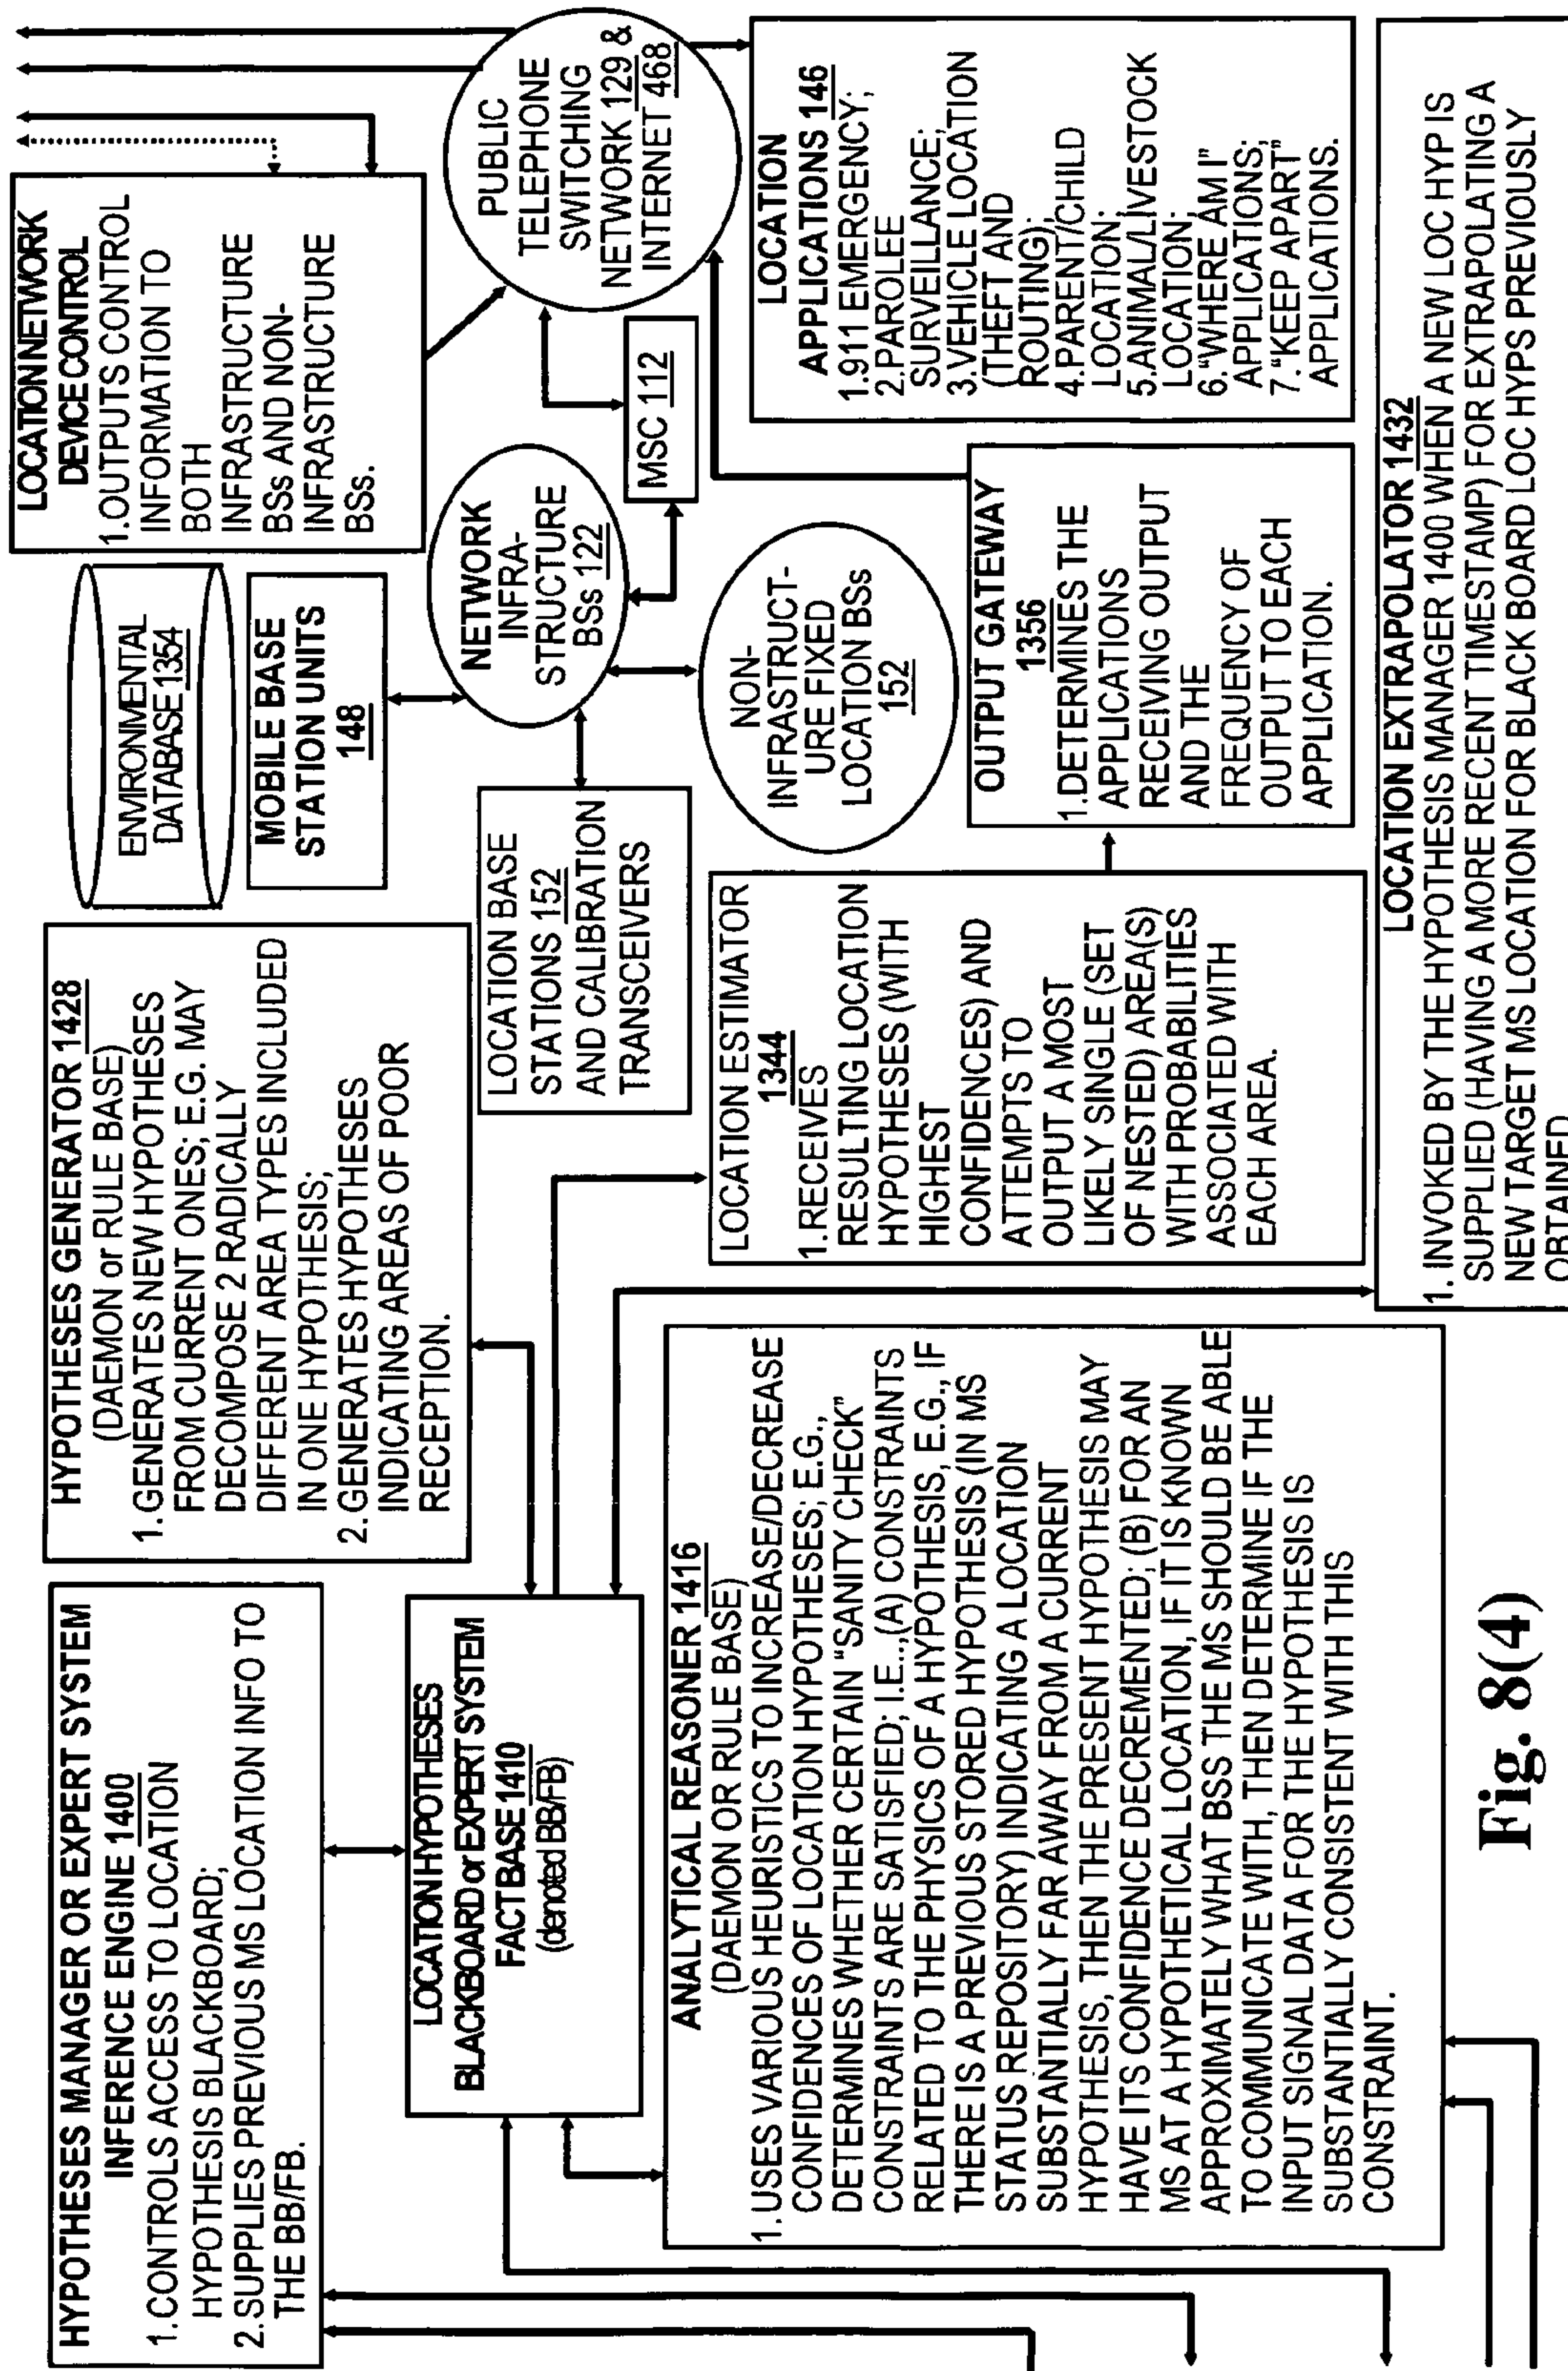 HYPOTHESES MANAGER OR EXPERT SYSTEM
INFERENCE ENGINE 1400
1. CONTROLS ACCESS TO LOCATION
HYPOTHESIS BLACKBOARD;
2. SUPPLIES PREVIOUS MS LOCATION INFO TO
THE BB/FB.
LOCATION HYPOTHESES
BLACKBOARD or EXPERT SYSTEM
FACT BASE 1410
(denoted BB/FB)
ANALYTICAL REASONER 1416
(DAEMON OR RULE BASE)
1. USES VARIOUS HEURISTICS TO INCREASE/DECREASE
CONFIDENCES OF LOCATION HYPOTHESES; E.G.,
DETERMINES WHETHER CERTAIN "SANITY CHECK"
CONSTRAINTS ARE SATISFIED; I.E..,(A) CONSTRAINTS
RELATED TO THE PHYSICS OF A HYPOTHESIS, E.G., IF
THERE IS A PREVIOUS STORED HYPOTHESIS (IN MS
STATUS REPOSITORY) INDICATING A LOCATION
SUBSTANTIALLY FAR AWAY FROM A CURRENT
HYPOTHESIS, THEN THE PRESENT HYPOTHESIS MAY
HAVE ITS CONFIDENCE DECREMENTED; (B) FOR AN
MS AT A HYPOTHETICAL LOCATION, IF IT IS KNOWN
APPROXIMATELY WHAT BSS THE MS SHOULD BE ABLE
TO COMMUNICATE WITH, THEN DETERMINE IF THE
INPUT SIGNAL DATA FOR THE HYPOTHESIS IS
SUBSTANTIALLY CONSISTENT WITH THIS
CONSTRAINT.
HYPOTHESES GENERATOR 1428
(DAEMON or RULE BASE)
1. GENERATES NEW HYPOTHESES
FROM CURRENT ONES; E.G. MAY
DECOMPOSE 2 RADICALLY
DIFFERENT AREA TYPES INCLUDED
IN ONE HYPOTHESIS;
2. GENERATES HYPOTHESES
INDICATING AREAS OF POOR
RECEPTION.
ENVIRONMENTAL
DATABASE 1354
MOBILE BASE
STATION UNITS
148
LOCATION BASE
STATIONS 152
AND CALIBRATION
TRANSCEIVERS
LOCATION ESTIMATOR
1344
1. RECEIVES
RESULTING LOCATION
HYPOTHESES (WITH
HIGHEST
CONFIDENCES) AND
ATTEMPTS TO
OUTPUT A MOST
LIKELY SINGLE (SET
OF NESTED) AREA(S)
WITH PROBABILITIES
ASSOCIATED WITH
EACH AREA.
LOCATION NETWORK
DEVICE CONTROL
1. OUTPUTS CONTROL
INFORMATION TO
BOTH
INFRASTRUCTURE
BSs AND NON-
INFRASTRUCTURE
BSs.
NETWORK
INFRA-
STRUCTURE
BSs 122
NON-
INFRASTRUCT-
URE FIXED
LOCATION BSs
152
MSC 112
PUBLIC
TELEPHONE
SWITCHING
NETWORK 129 &
INTERNET 468
OUTPUT GATEWAY
1356
1. DETERMINES THE
APPLICATIONS
RECEIVING OUTPUT
AND THE
FREQUENCY OF
OUTPUT TO EACH
APPLICATION.
LOCATION
APPLICATIONS 146
1. 911 EMERGENCY;
2. PAROLEE
SURVEILLANCE;
3. VEHICLE LOCATION
(THEFT AND
ROUTING);
4. PARENT/CHILD
LOCATION;
5. ANIMAL/LIVESTOCK
LOCATION;
6. "WHERE AM I"
APPLICATIONS;
7. "KEEP APART"
APPLICATIONS.
LOCATION EXTRAPOLATOR 1432
1. INVOKED BY THE HYPOTHESIS MANAGER 1400 WHEN A NEW LOC HYP IS
SUPPLIED (HAVING A MORE RECENT TIMESTAMP) FOR EXTRAPOLATING A
NEW TARGET MS LOCATION FOR BLACK BOARD LOC HYPS PREVIOUSLY
OBTAINED
Fig. 8(4)